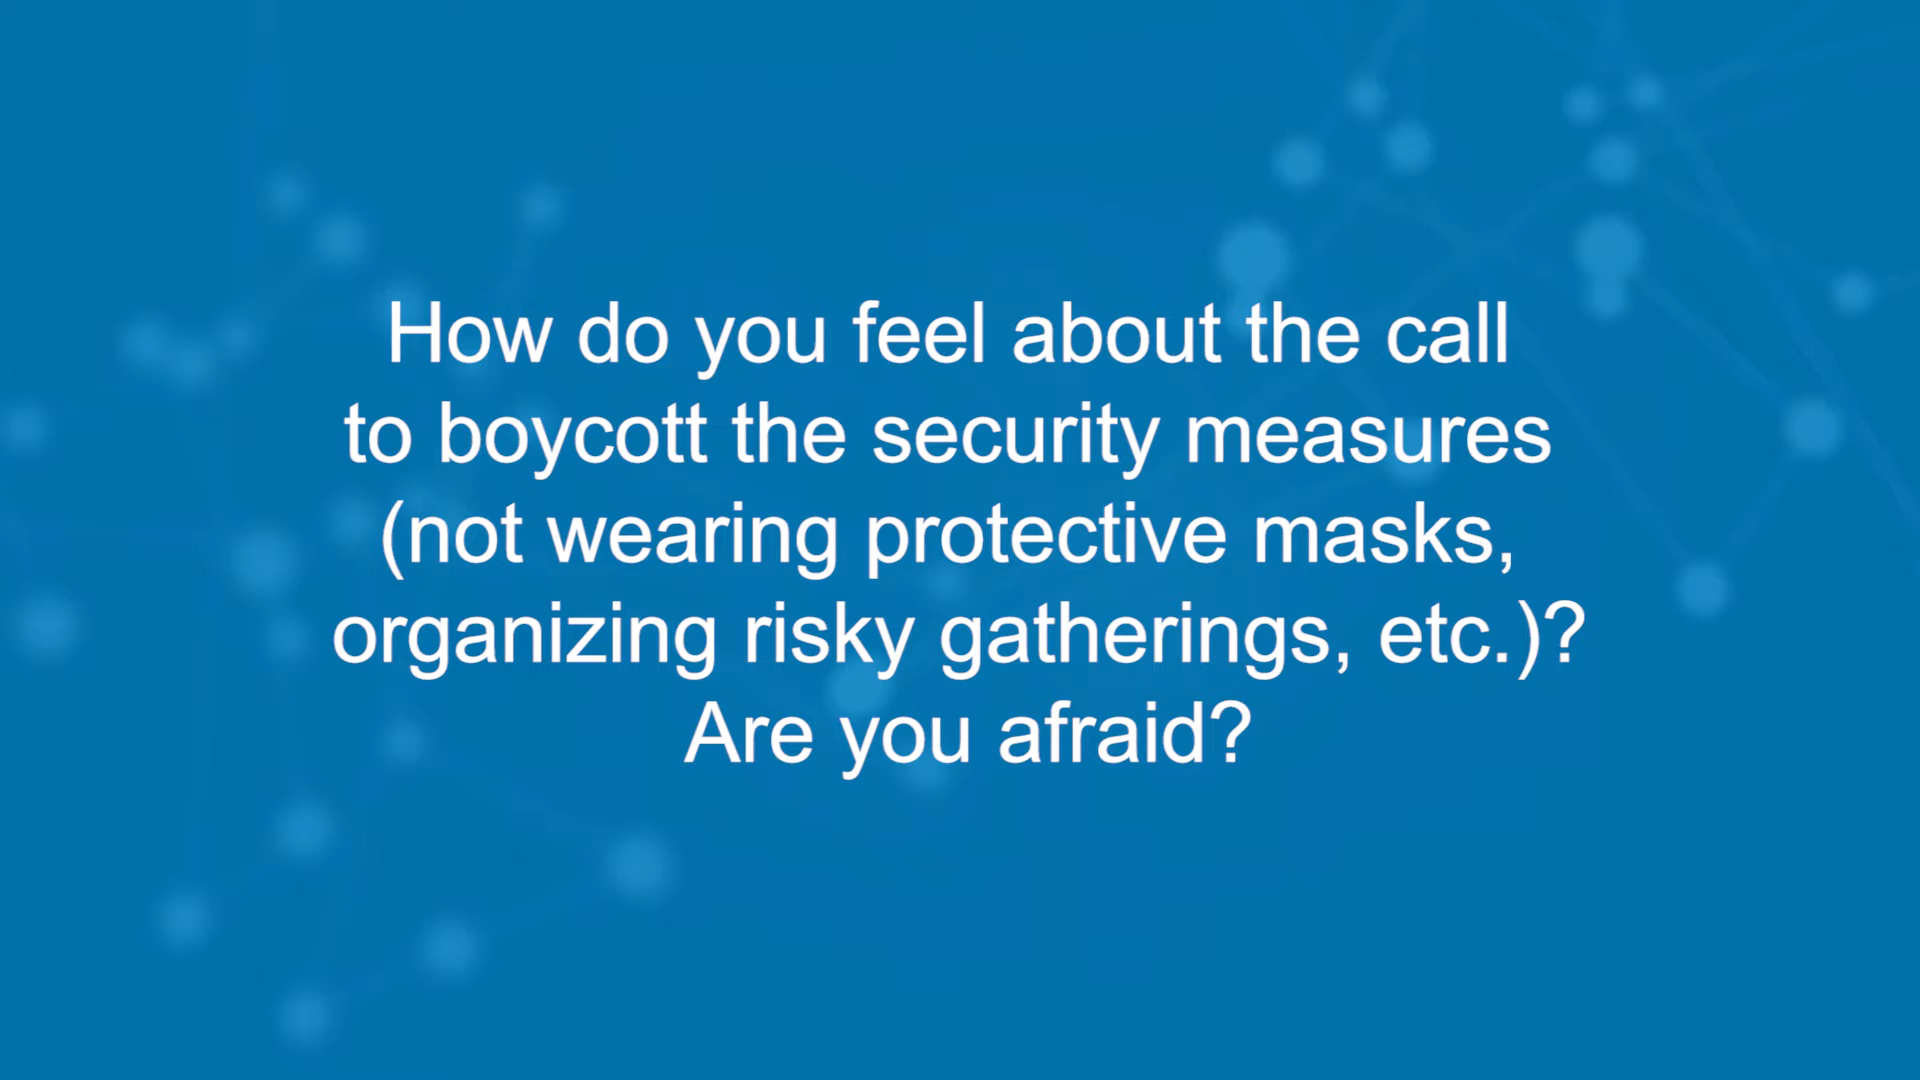 How do you feel about the call
to boycott the security measures
(not wearing protective masks,
organizing risky gatherings, etc.)?
Are you afraid?